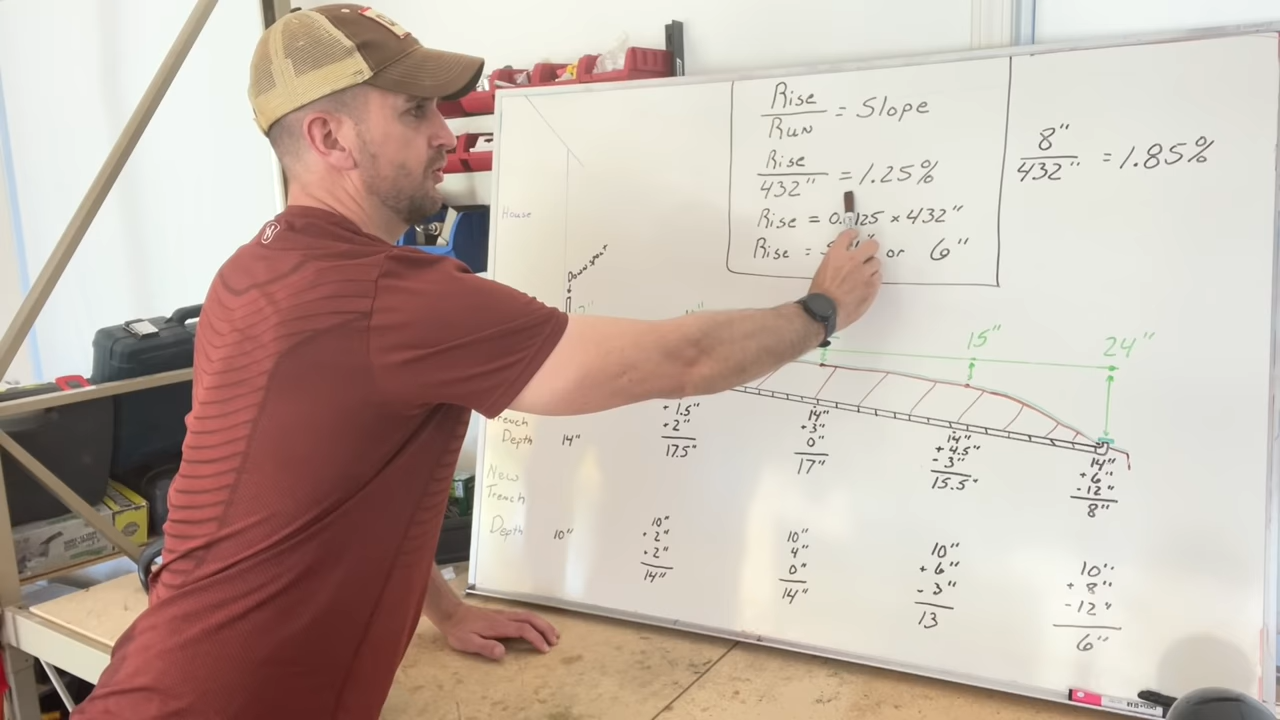 Rise
Run = Slope
Rise
432" = 1.25%
Rise = 0.0125 × 432"
Rise = or 6"
8"
432" = 1.85%
House
Downspout
12"
15"
24"
Trench
Depth
14"
+ 1.5"
+ 2"
17.5"
14"
+3"
0"
17"
14"
+ 4.5"
- 3"
15.5"
14"
+ 6"
-12"
8"
New
Trench
Depth
10"
10"
+ 2"
+ 2"
14"
10"
4"
0"
14"
10"
+ 6"
- 3"
13
10"
+ 8"
-12"
6"